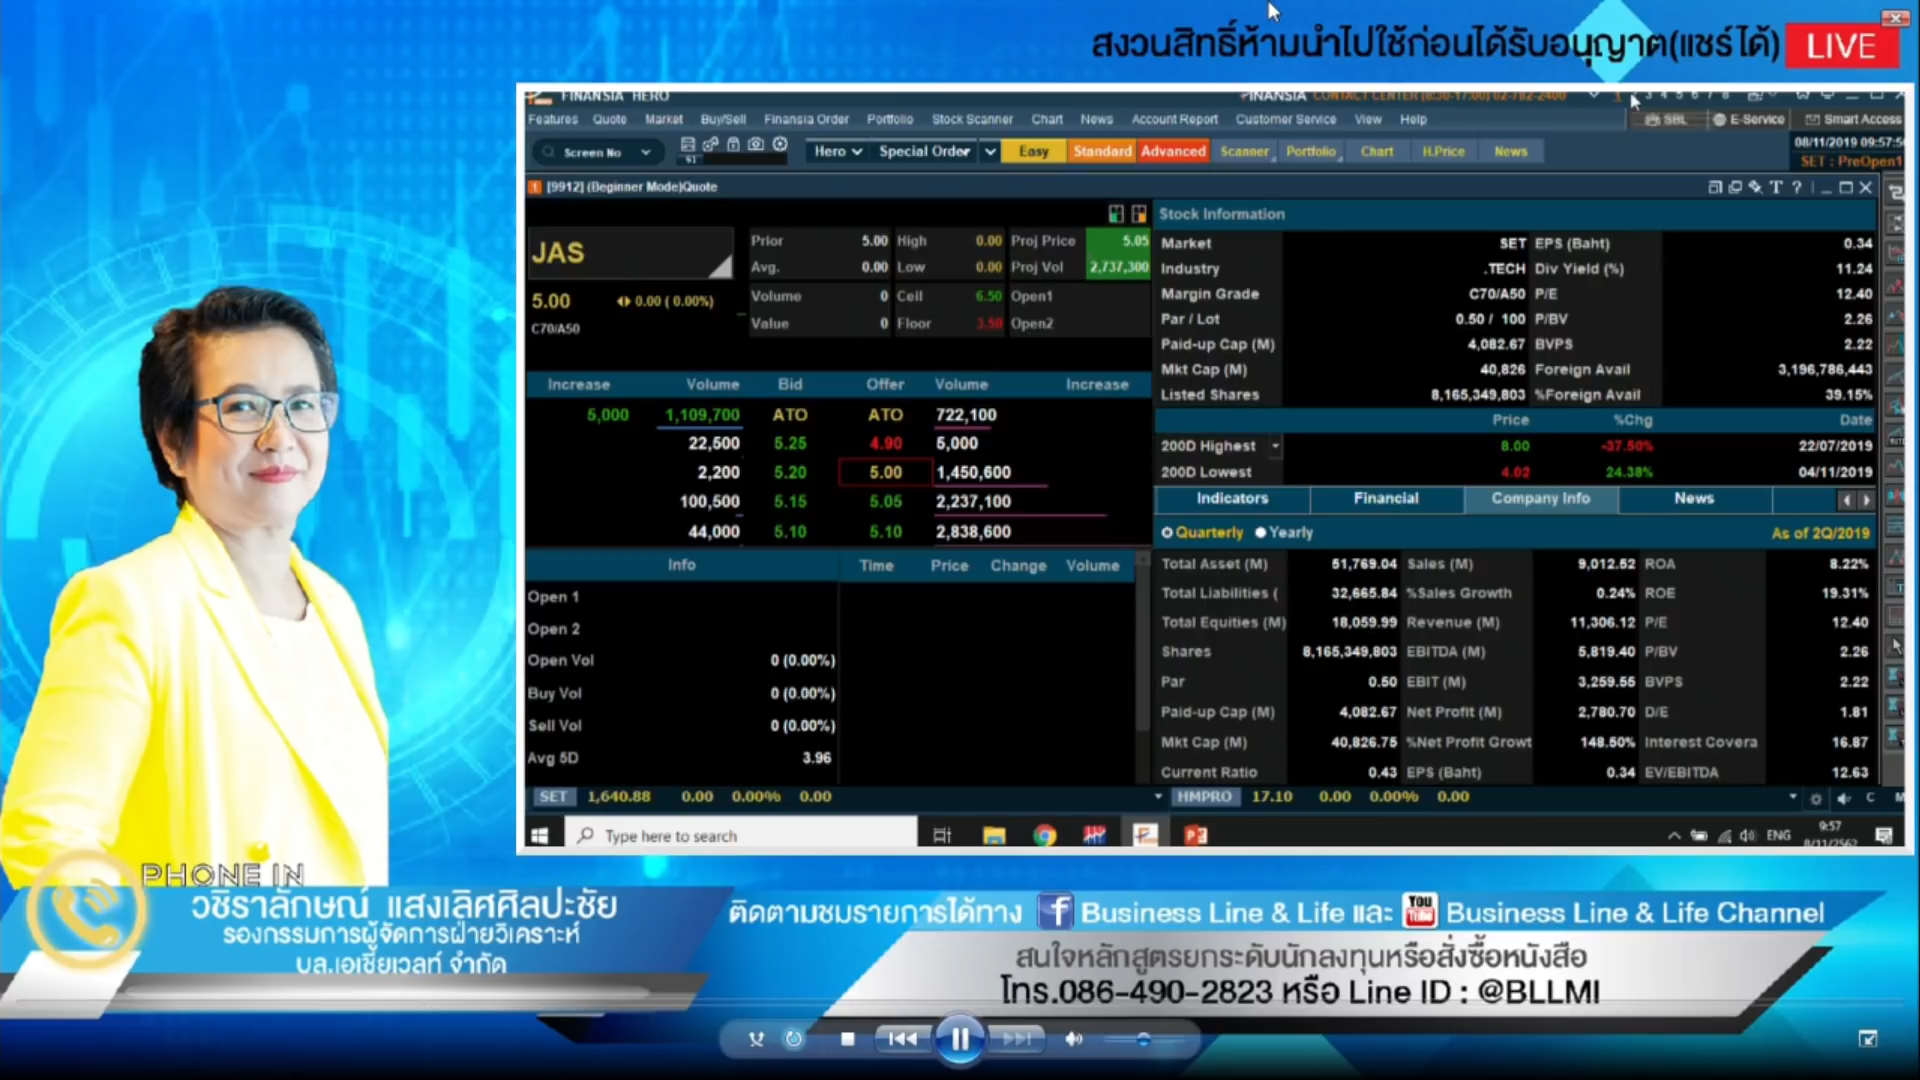 สงวนสิทธิ์ห้ามนำไปใช้ก่อนได้รับอนุญาต(แชร์ได้) LIVE
FINANSIA HERO FINANSIA CONTACT CENTER (8:30-17:00) 02-782-2400
Features Quote Market Buy/Sell Finansia Order Portfolio Stock Scanner Chart News Account Report Customer Service View Help SBL E-Service Smart Access
Screen No Hero Special Order Easy Standard Advanced Scanner Portfolio Chart H.Price News
08/11/2019 09:57:5
SET : PreOpen1
1 [9912] (Beginner Mode)Quote
JAS
5.00 0.00 ( 0.00%)
C70/A50
Prior 5.00 High 0.00 Proj Price 5.05
Avg. 0.00 Low 0.00 Proj Vol 2,737,300
Volume 0 Ceil 6.50 Open1
Value 0 Floor 3.50 Open2
Increase Volume Bid Offer Volume Increase
5,000 1,109,700 ATO ATO 722,100
22,500 5.25 4.90 5,000
2,200 5.20 5.00 1,450,600
100,500 5.15 5.05 2,237,100
44,000 5.10 5.10 2,838,600
Info Time Price Change Volume
Open 1
Open 2
Open Vol 0 (0.00%)
Buy Vol 0 (0.00%)
Sell Vol 0 (0.00%)
Avg 5D 3.96
Stock Information
Market SET EPS (Baht) 0.34
Industry .TECH Div Yield (%) 11.24
Margin Grade C70/A50 P/E 12.40
Par / Lot 0.50 / 100 P/BV 2.26
Paid-up Cap (M) 4,082.67 BVPS 2.22
Mkt Cap (M) 40,826 Foreign Avail 3,196,786,443
Listed Shares 8,165,349,803 %Foreign Avail 39.15%
Price %Chg Date
200D Highest 8.00 -37.50% 22/07/2019
200D Lowest 4.02 24.38% 04/11/2019
Indicators Financial Company Info News
Quarterly Yearly As of 2Q/2019
Total Asset (M) 51,769.04 Sales (M) 9,012.52 ROA 8.22%
Total Liabilities ( 32,665.84 %Sales Growth 0.24% ROE 19.31%
Total Equities (M) 18,059.99 Revenue (M) 11,306.12 P/E 12.40
Shares 8,165,349,803 EBITDA (M) 5,819.40 P/BV 2.26
Par 0.50 EBIT (M) 3,259.55 BVPS 2.22
Paid-up Cap (M) 4,082.67 Net Profit (M) 2,780.70 D/E 1.81
Mkt Cap (M) 40,826.75 %Net Profit Growt 148.50% Interest Covera 16.87
Current Ratio 0.43 EPS (Baht) 0.34 EV/EBITDA 12.63
SET 1,640.88 0.00 0.00% 0.00 HMPRO 17.10 0.00 0.00% 0.00
Type here to search ENG 9:57
8/11/2562
PHONE IN
วชิราลักษณ์ แสงเลิศศิลปะชัย
รองกรรมการผู้จัดการฝ่ายวิเคราะห์
บล.เอเชียเวลท์ จำกัด
ติดตามชมรายการได้ทาง f Business Line & Life และ You Tube Business Line & Life Channel
สนใจหลักสูตรยกระดับนักลงทุนหรือสั่งซื้อหนังสือ
โทร.086-490-2823 หรือ Line ID : @BLLMI